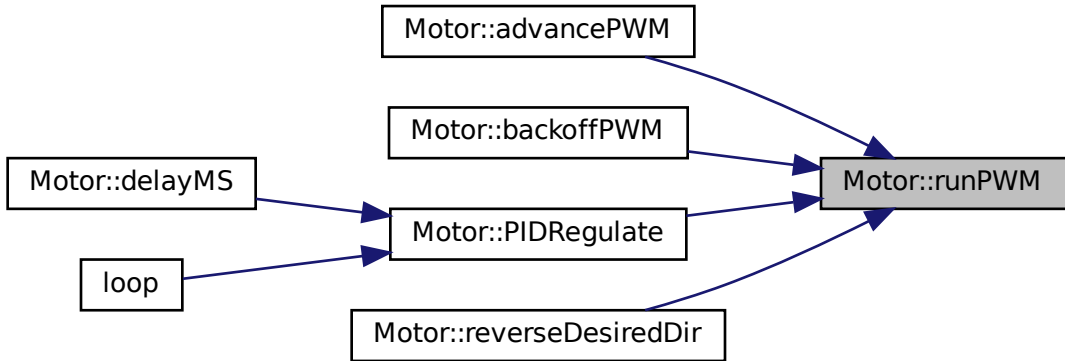 Motor::advancePWM
Motor::backoffPWM
Motor::delayMS
Motor::runPWM
Motor::PIDRegulate
loop
Motor::reverseDesiredDir